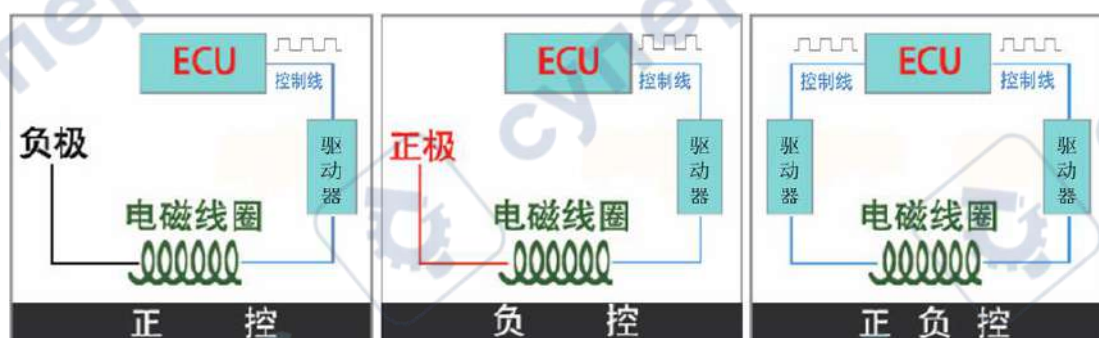 ECU
控制线
负极
驱动器
电磁线圈
正 控
ECU
控制线
正极
驱动器
电磁线圈
负 控
ECU
控制线
控制线
驱动器
驱动器
电磁线圈
正 负 控
cyner